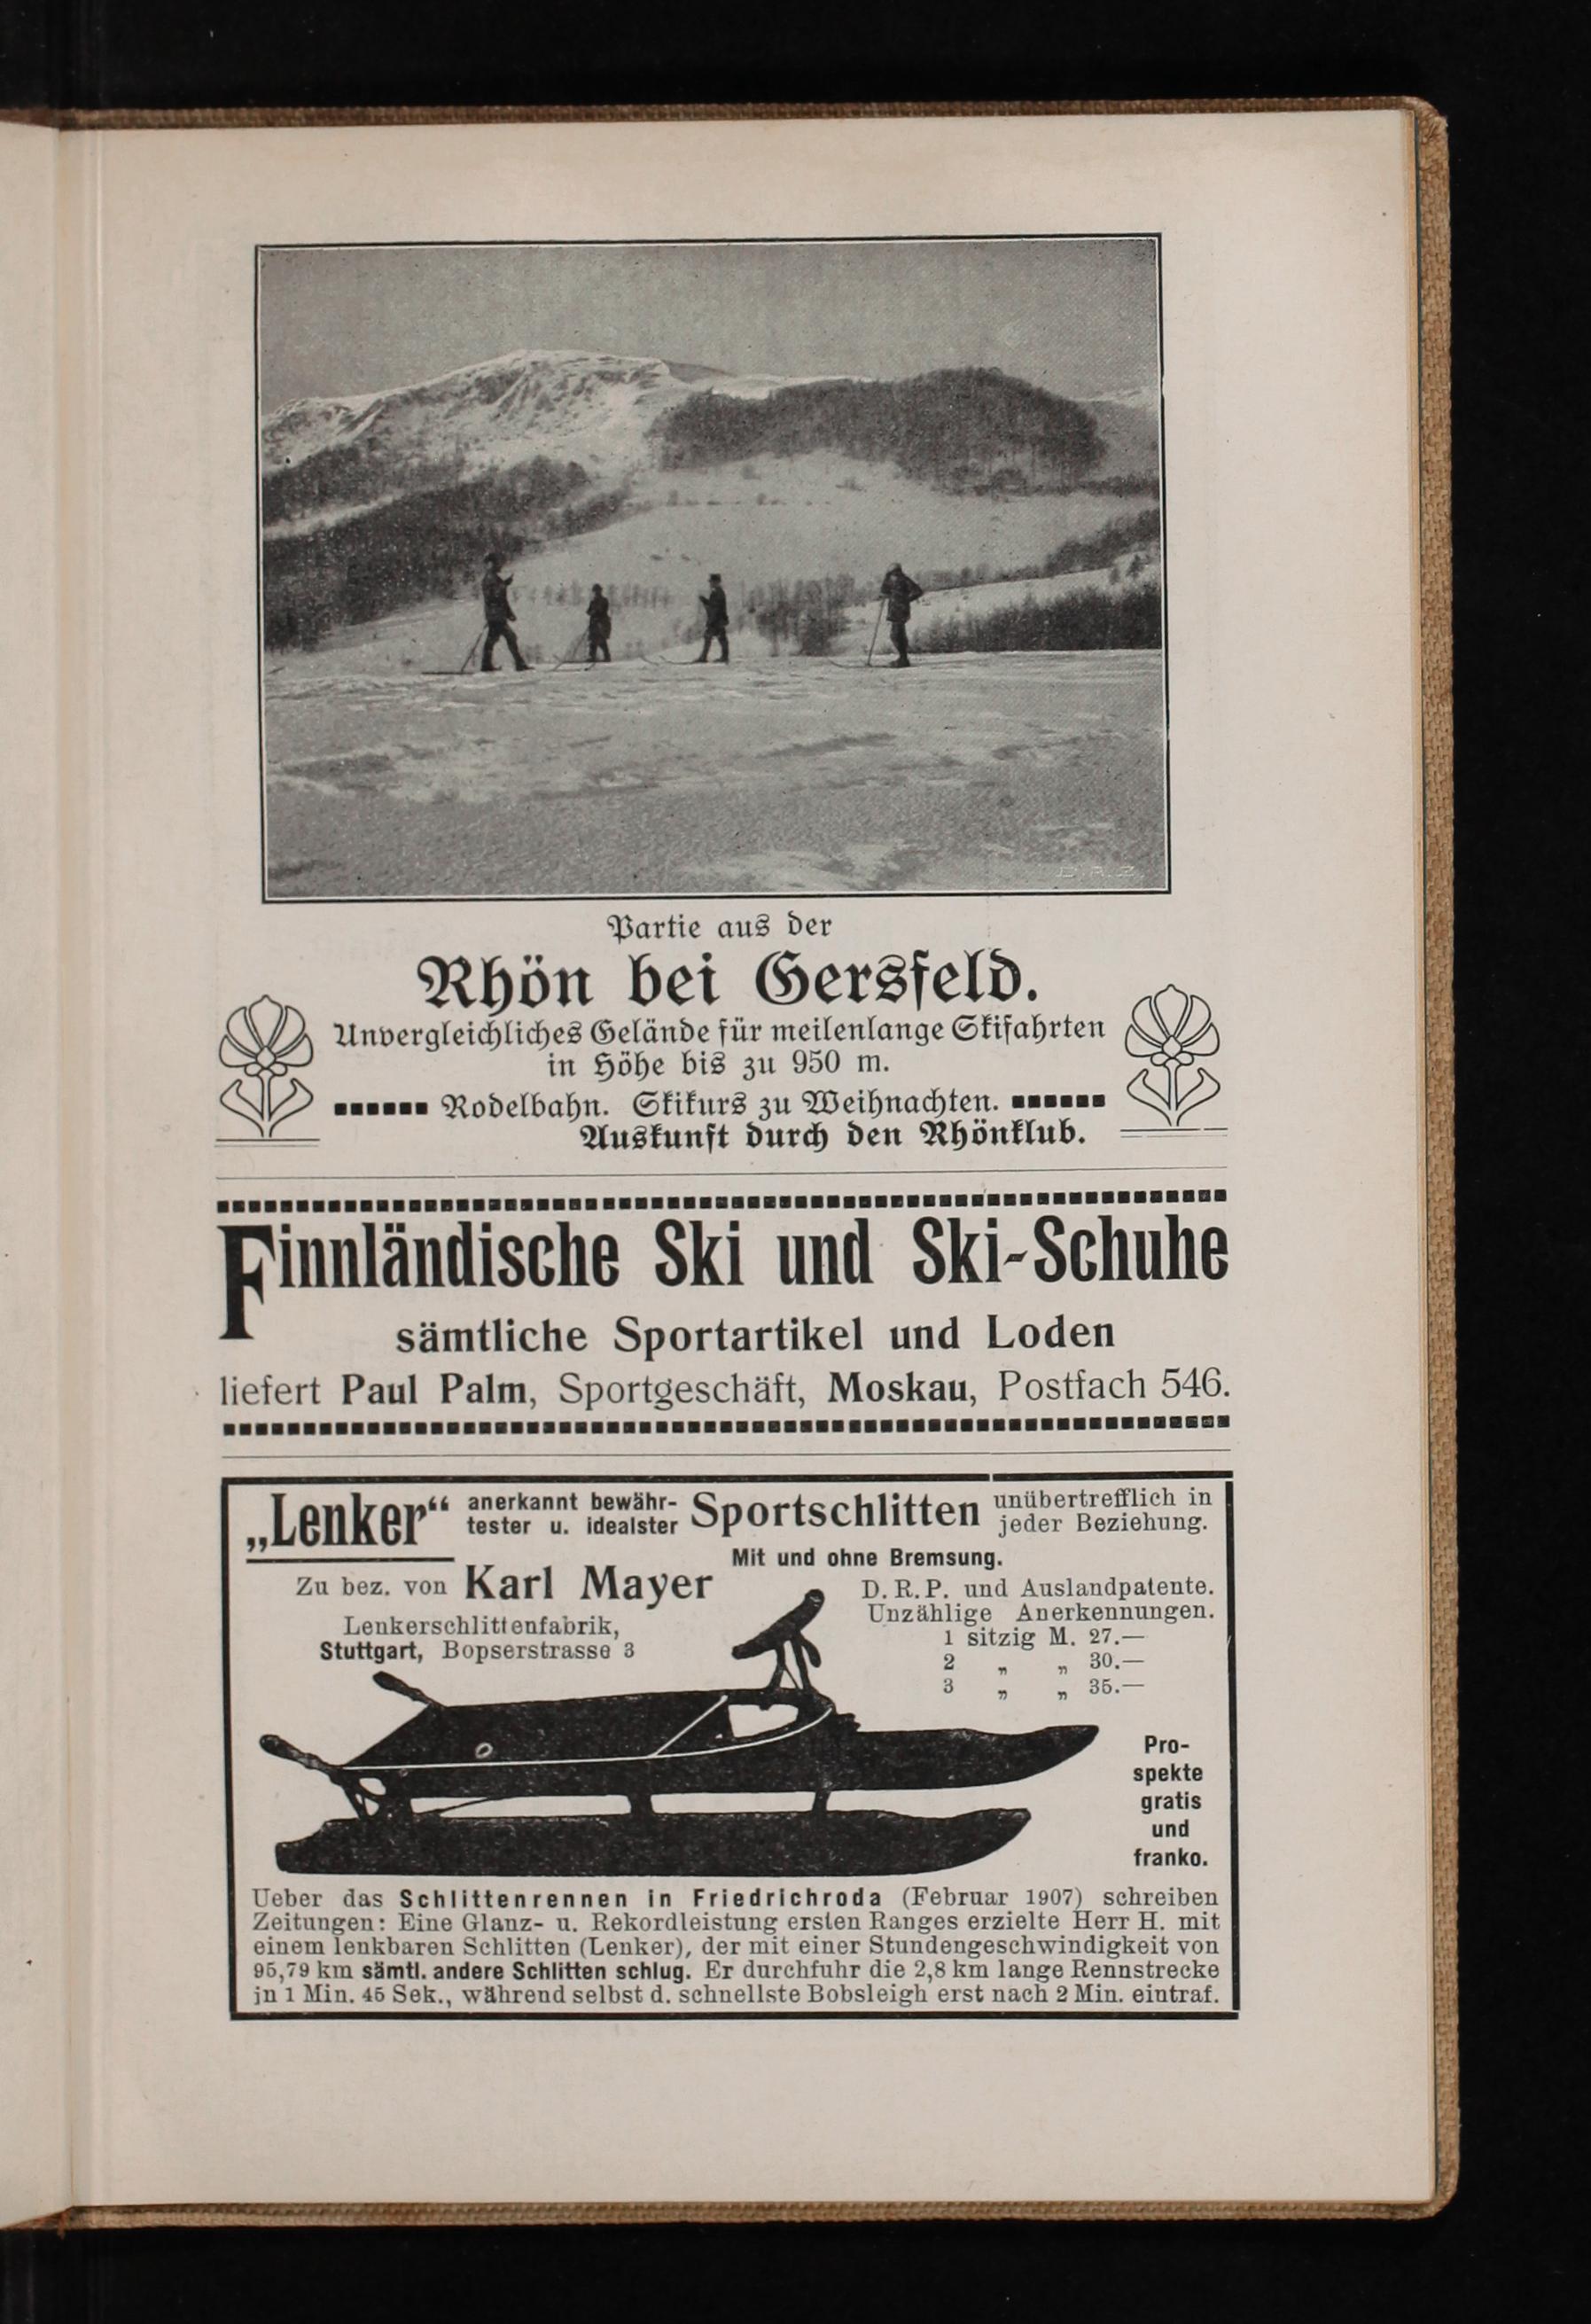 D. R. Z.
Partie aus der
Rhön bei Gersfeld.
Unvergleichliches Gelände für meilenlange Skifahrten
in Höhe bis zu 950 m.
Rodelbahn. Skikurs zu Weihnachten.
Auskunft durch den Rhönklub.
Finnländische Ski und Ski-Schuhe
sämtliche Sportartikel und Loden
liefert Paul Palm, Sportgeschäft, Moskau, Postfach 546.
„Lenker“ anerkannt bewähr-
tester u. idealster Sportschlitten unübertrefflich in
jeder Beziehung.
Mit und ohne Bremsung.
Zu bez. von Karl Mayer
Lenkerschlittenfabrik,
Stuttgart, Bopserstrasse 3
D. R. P. und Auslandpatente.
Unzählige Anerkennungen.
1 sitzig M. 27.—
2 „ „ 30.—
3 „ „ 35.—
Pro-
spekte
gratis
und
franko.
Ueber das Schlittenrennen in Friedrichroda (Februar 1907) schreiben
Zeitungen: Eine Glanz- u. Rekordleistung ersten Ranges erzielte Herr H. mit
einem lenkbaren Schlitten (Lenker), der mit einer Stundengeschwindigkeit von
95,79 km sämtl. andere Schlitten schlug. Er durchfuhr die 2,8 km lange Rennstrecke
jn 1 Min. 45 Sek., während selbst d. schnellste Bobsleigh erst nach 2 Min. eintraf.